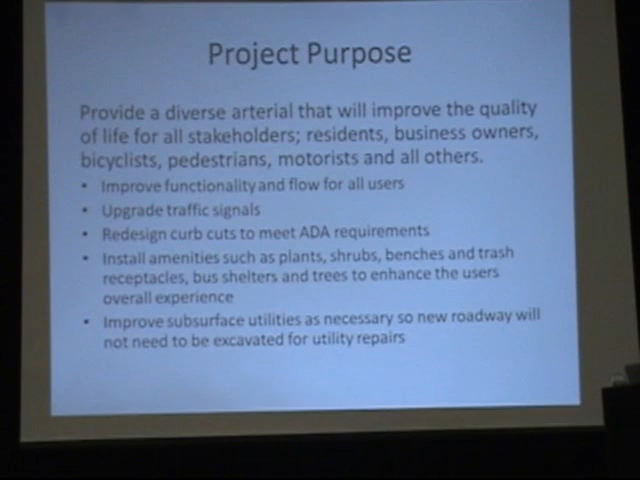 Project Purpose
Provide a diverse arterial that will improve the quality
of life for all stakeholders; residents, business owners,
bicyclists, pedestrians, motorists and all others.
• Improve functionality and flow for all users
• Upgrade traffic signals
• Redesign curb cuts to meet ADA requirements
• Install amenities such as plants, shrubs, benches and trash
receptacles, bus shelters and trees to enhance the users
overall experience
• Improve subsurface utilities as necessary so new roadway will
not need to be excavated for utility repairs